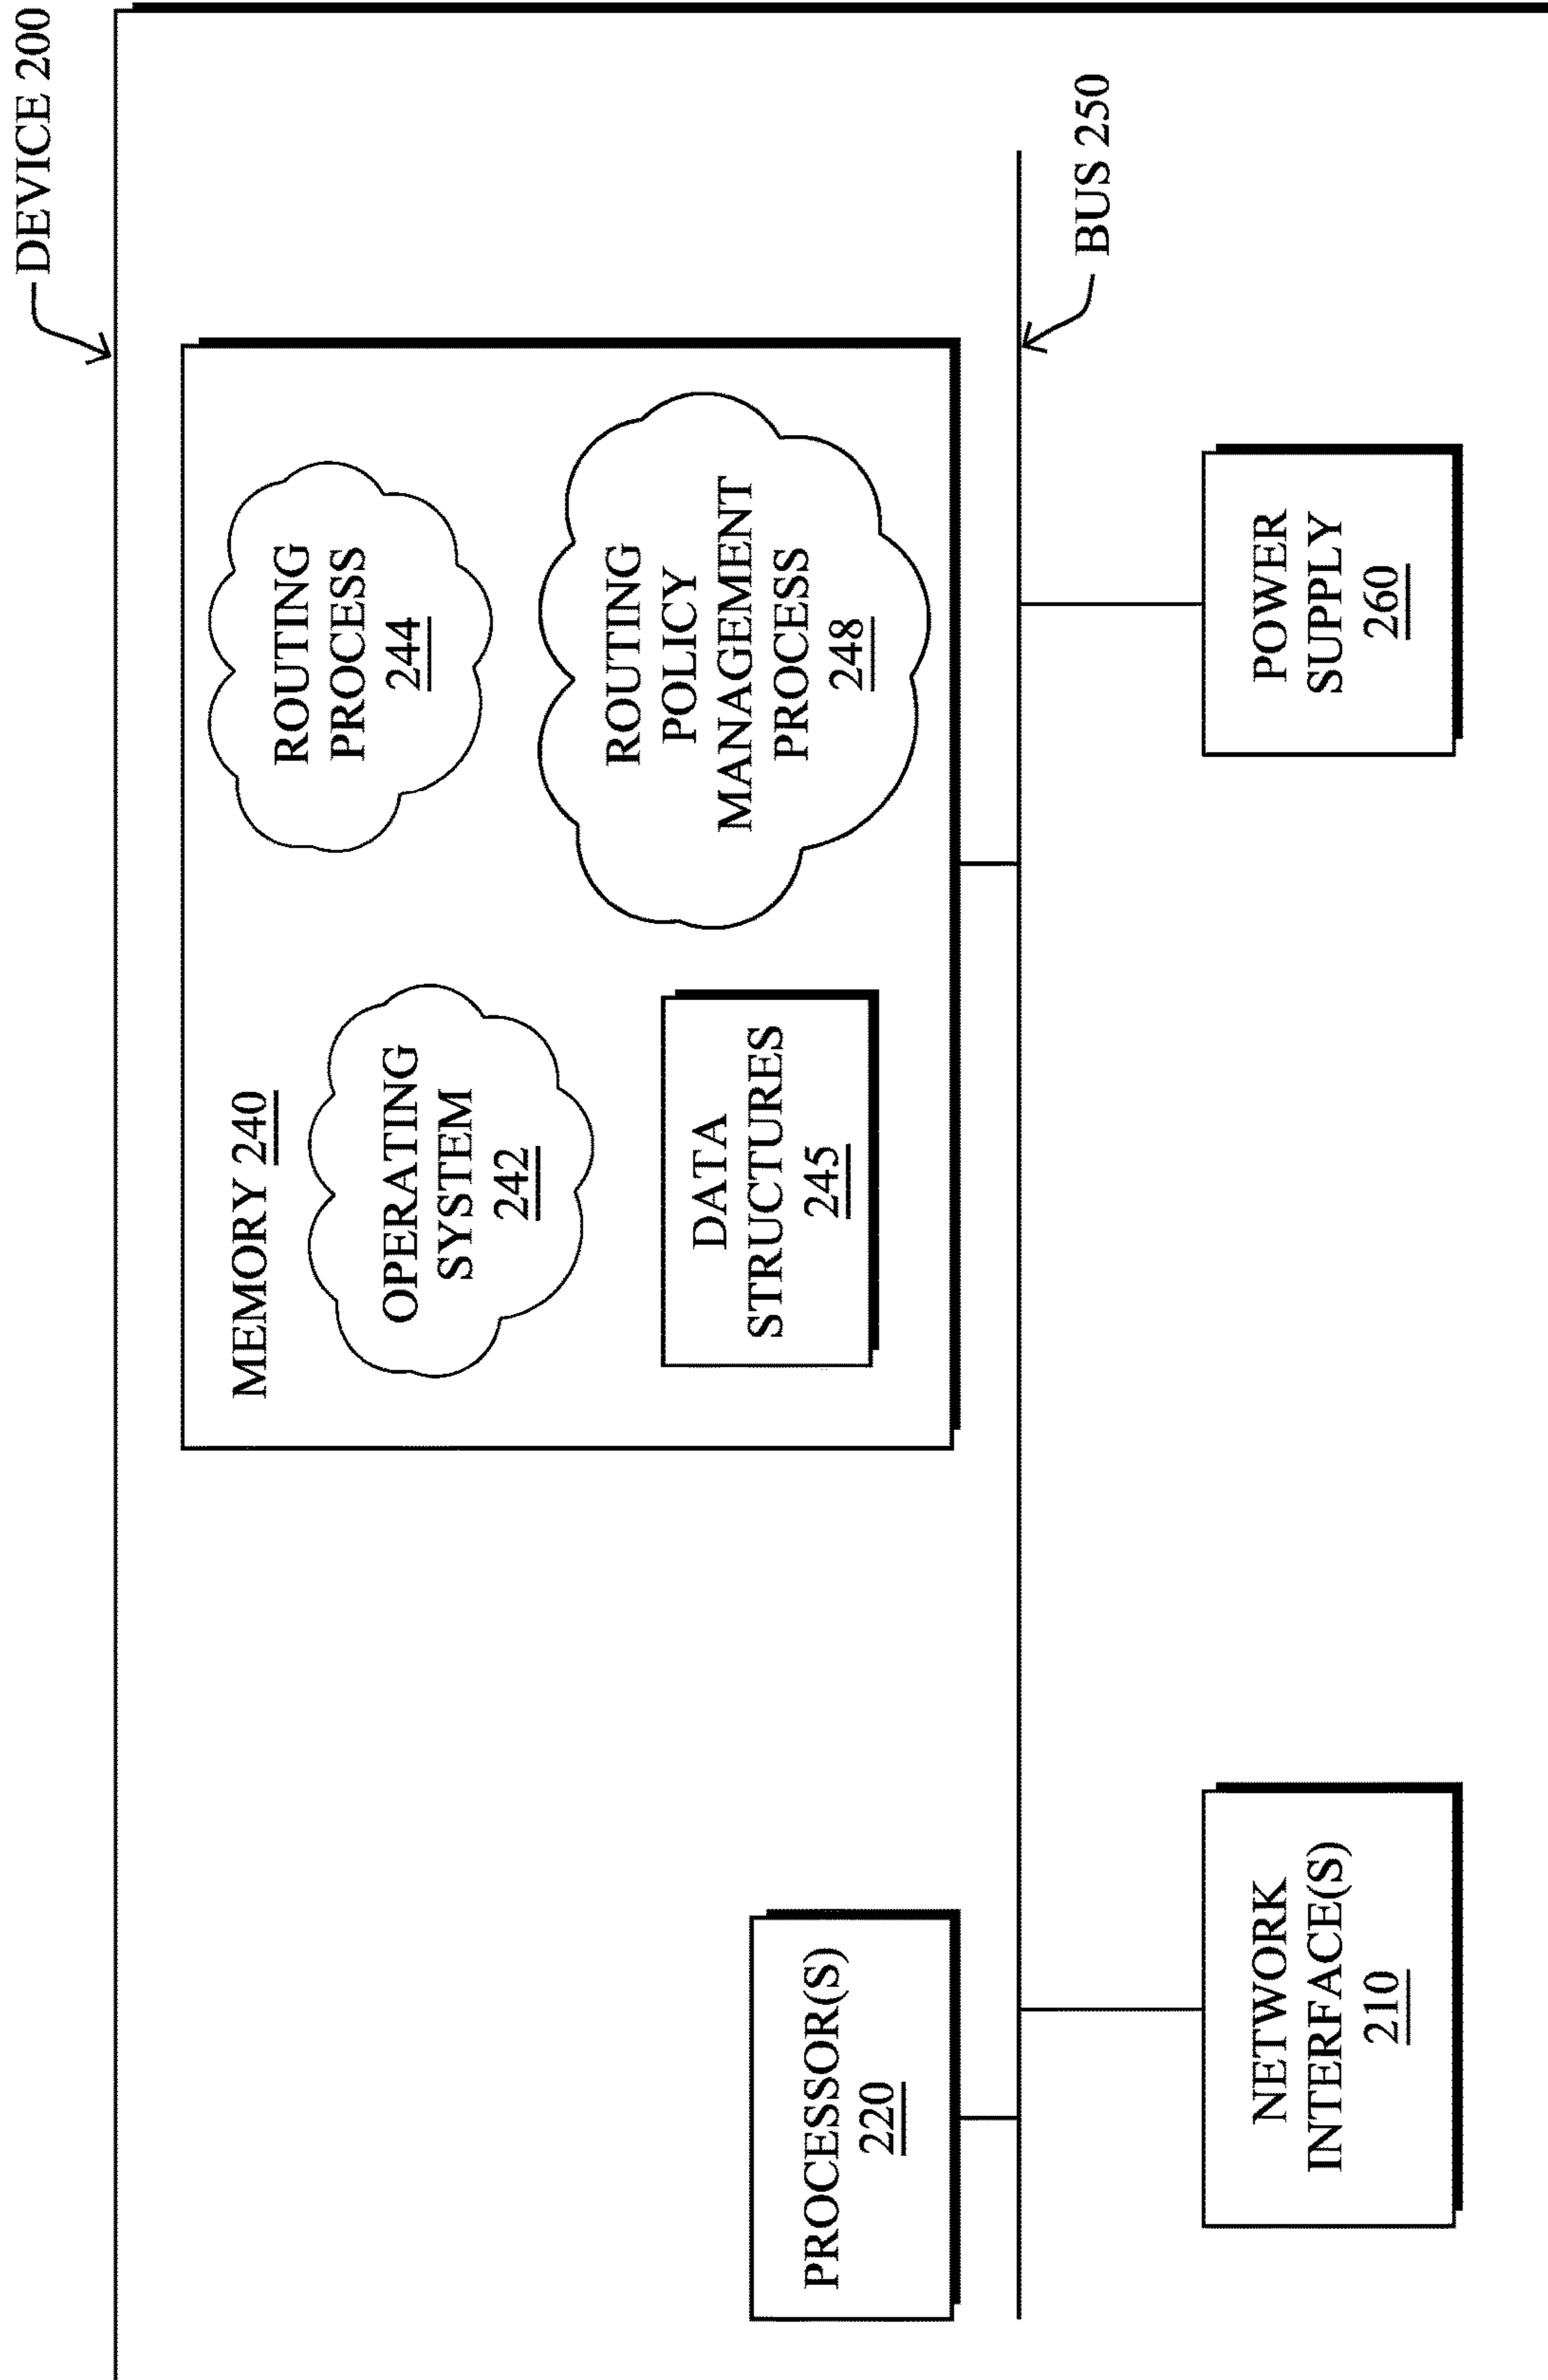 DEVICE 200
MEMORY 240
OPERATING
SYSTEM
242
ROUTING
PROCESS
244
DATA
STRUCTURES
245
ROUTING
POLICY
MANAGEMENT
PROCESS
248
PROCESSOR(S)
220
BUS 250
NETWORK
INTERFACE(S)
210
POWER
SUPPLY
260